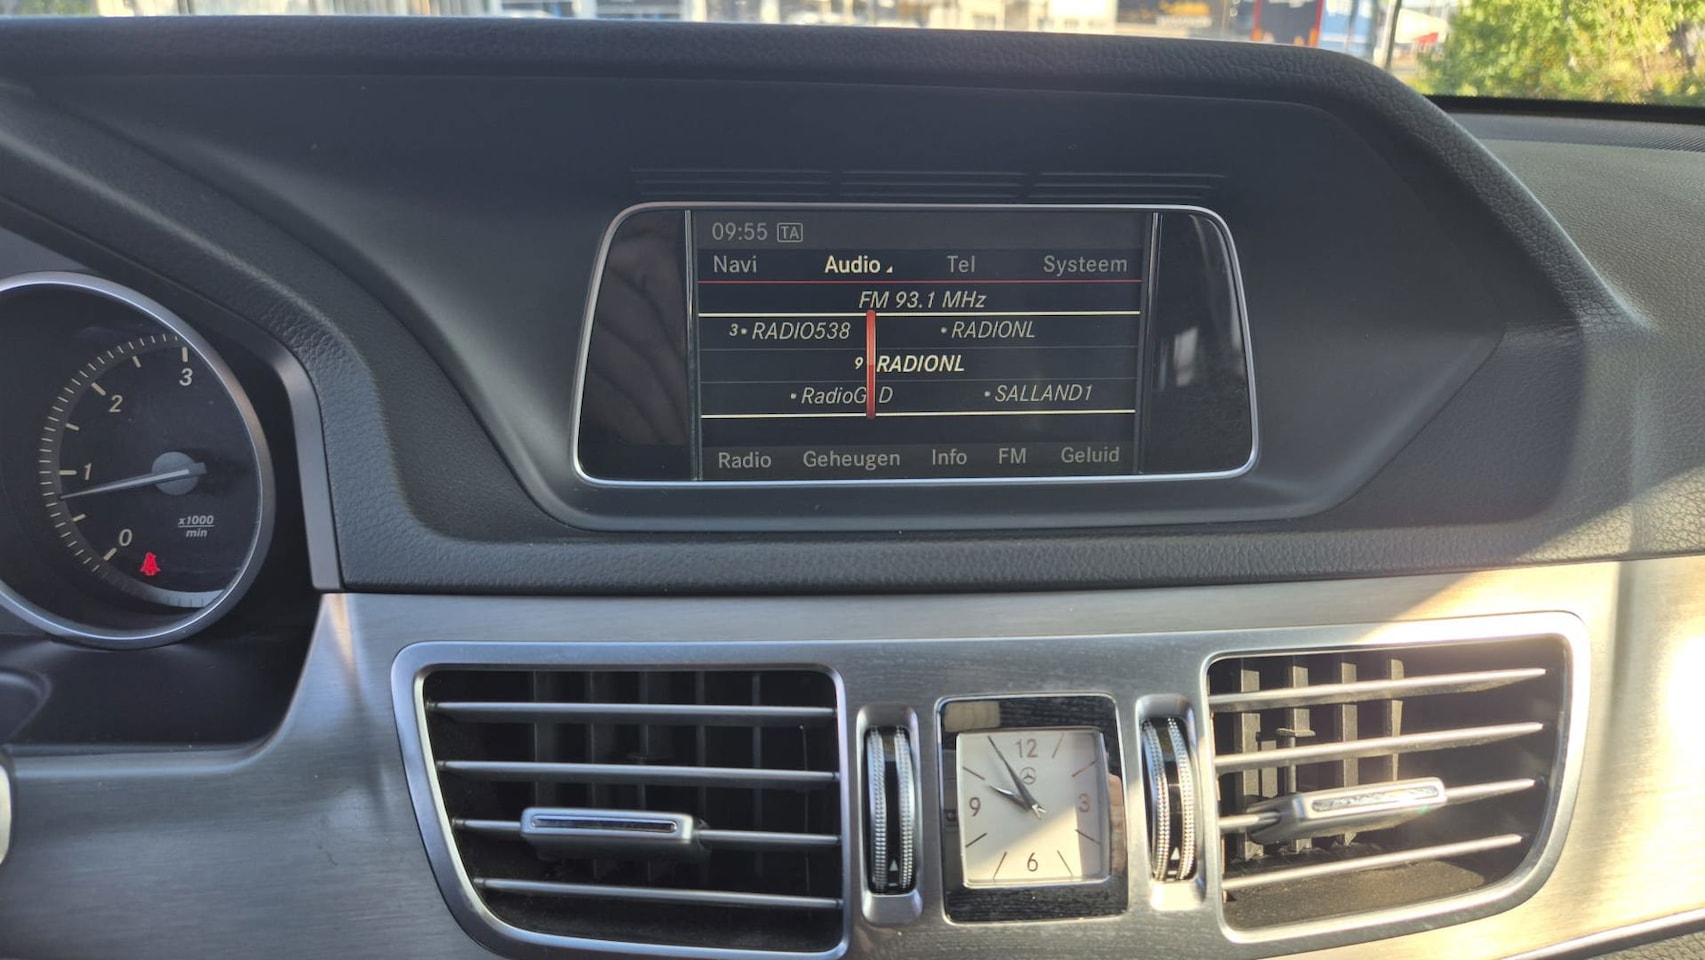 09:55 TA
Navi Audio Tel Systeem
FM 93.1 MHz
3•RADIO538 •RADIONL
9 RADIONL
•RadioG D •SALLAND1
Radio Geheugen Info FM Geluid
3
2
1
0
x1000
min
12
9 3
6